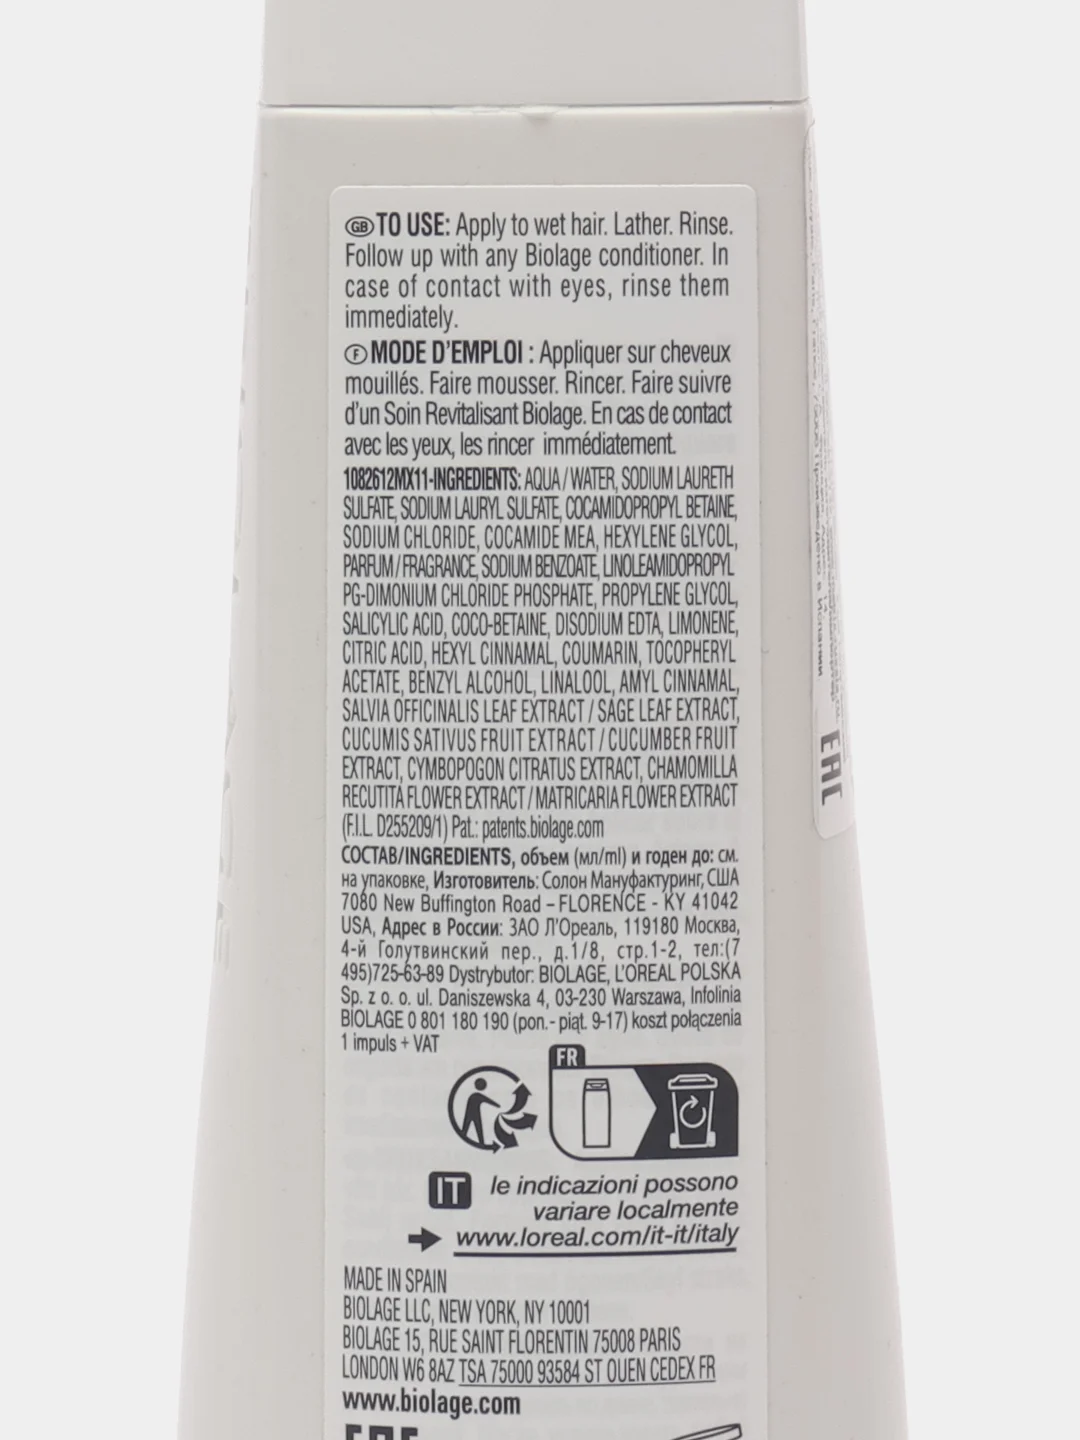 GB TO USE: Apply to wet hair. Lather. Rinse.
Follow up with any Biolage conditioner. In
case of contact with eyes, rinse them
immediately.
F MODE D'EMPLOI : Appliquer sur cheveux
mouillés. Faire mousser. Rincer. Faire suivre
d'un Soin Revitalisant Biolage. En cas de contact
avec les yeux, les rincer immédiatement.
1082612MX11-INGREDIENTS: AQUA / WATER, SODIUM LAURETH
SULFATE, SODIUM LAURYL SULFATE, COCAMIDOPROPYL BETAINE,
SODIUM CHLORIDE, COCAMIDE MEA, HEXYLENE GLYCOL,
PARFUM / FRAGRANCE, SODIUM BENZOATE, LINOLEAMIDOPROPYL
PG-DIMONIUM CHLORIDE PHOSPHATE, PROPYLENE GLYCOL,
SALICYLIC ACID, COCO-BETAINE, DISODIUM EDTA, LIMONENE,
CITRIC ACID, HEXYL CINNAMAL, COUMARIN, TOCOPHERYL
ACETATE, BENZYL ALCOHOL, LINALOOL, AMYL CINNAMAL,
SALVIA OFFICINALIS LEAF EXTRACT / SAGE LEAF EXTRACT,
CUCUMIS SATIVUS FRUIT EXTRACT / CUCUMBER FRUIT
EXTRACT, CYMBOPOGON CITRATUS EXTRACT, CHAMOMILLA
RECUTITA FLOWER EXTRACT / MATRICARIA FLOWER EXTRACT
(F.I.L. D255209/1) Pat.: patents.biolage.com
СОСТАВ/INGREDIENTS, объем (мл/ml) и годен до: см.
на упаковке, Изготовитель: Солон Мануфактуринг, США
7080 New Buffington Road – FLORENCE - KY 41042
USA, Адрес в России: ЗАО Л'Ореаль, 119180 Москва,
4-й Голутвинский пер., д.1/8, стр.1-2, тел:(7
495)725-63-89 Dystrybutor: BIOLAGE, L'OREAL POLSKA
Sp. z o. o. ul. Daniszewska 4, 03-230 Warszawa, Infolinia
BIOLAGE 0 801 180 190 (pon.- piąt. 9-17) koszt połączenia
1 impuls + VAT
FR
IT le indicazioni possono
variare localmente
www.loreal.com/it-it/italy
MADE IN SPAIN
BIOLAGE LLC, NEW YORK, NY 10001
BIOLAGE 15, RUE SAINT FLORENTIN 75008 PARIS
LONDON W6 8AZ TSA 75000 93584 ST OUEN CEDEX FR
www.biolage.com
EAC